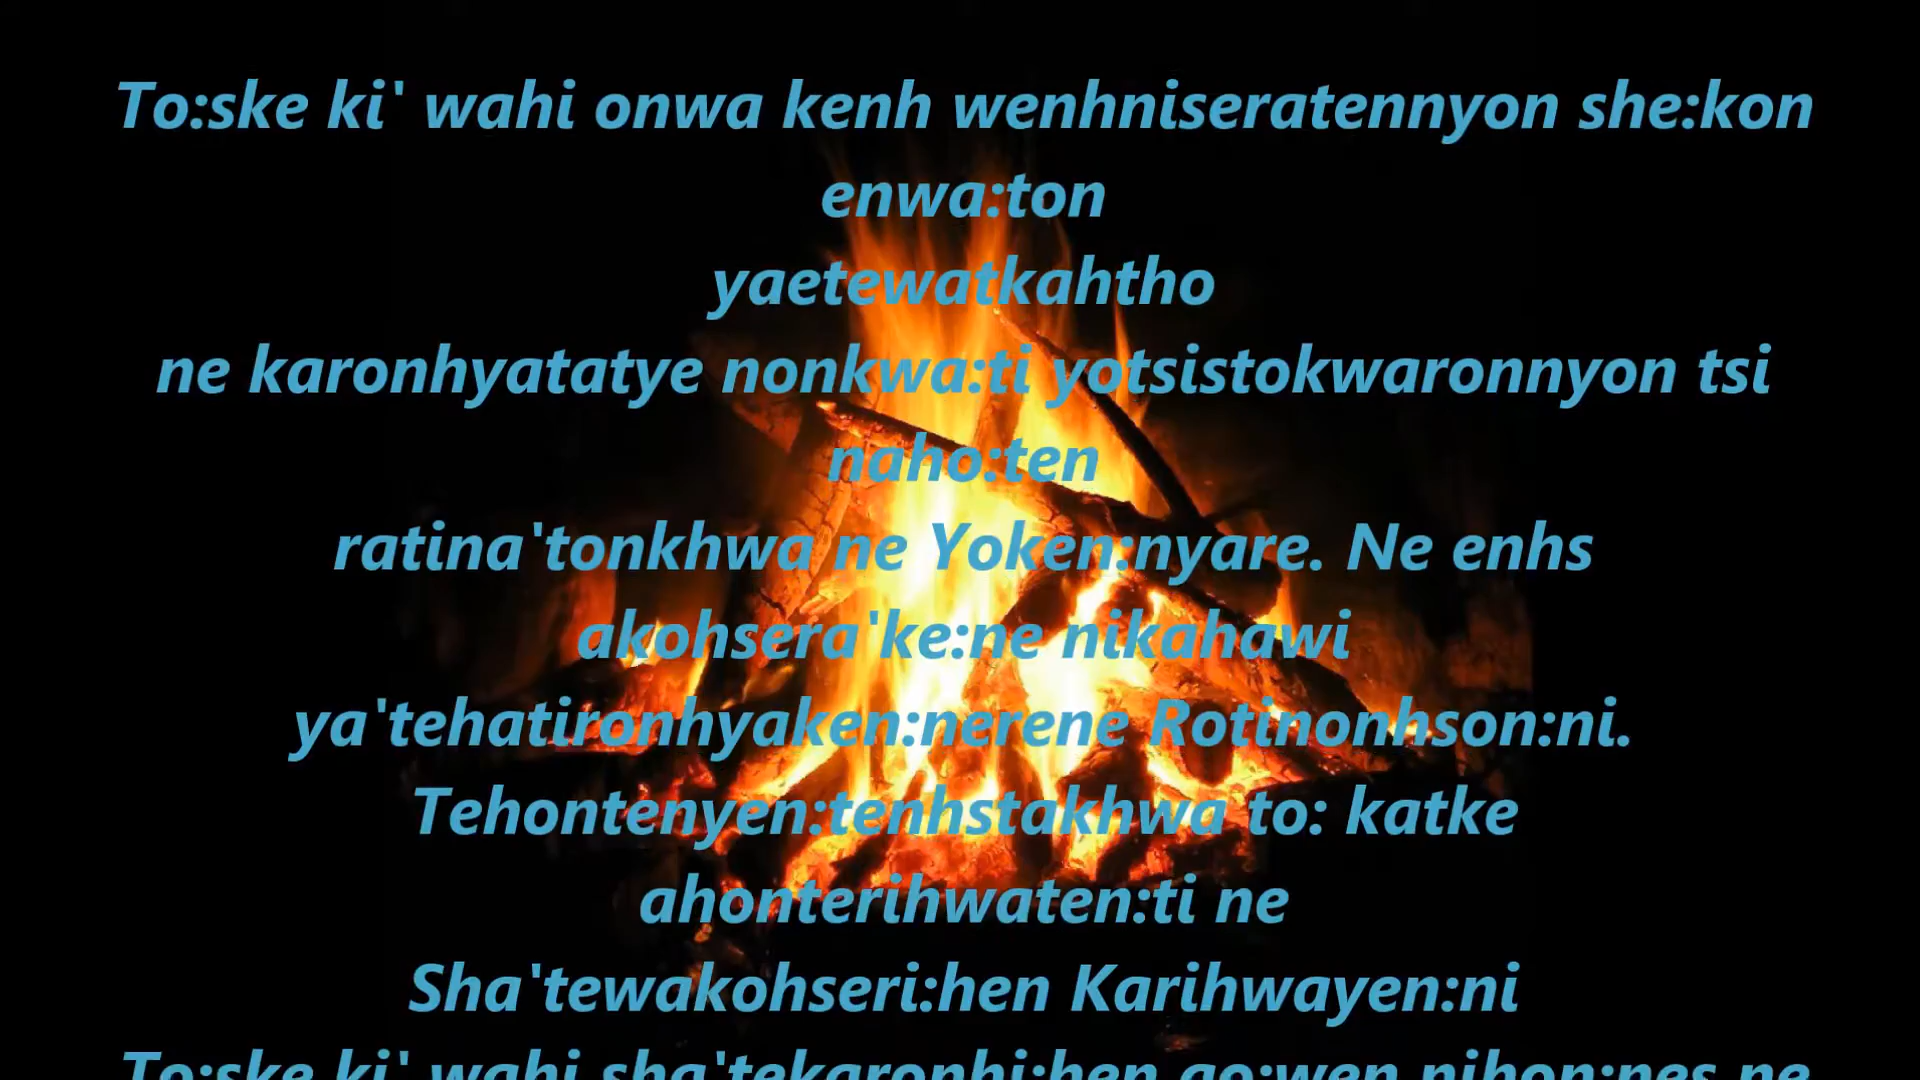 To:ske ki' wahi onwa kenh wenhniseratennyon she:kon
enwa:ton
yaetewatkahtho
ne karonhyatatye nonkwa:ti yotsistokwaronnyon tsi
naho:ten
ratina'tonkhwa ne Yoken:nyare. Ne enhs
akohsera'ke:ne nikahawi
ya'tehatironhyaken:nerene Rotinonhson:ni.
Tehontenyen:tenhstakhwa to: katke
ahonterihwaten:ti ne
Sha'tewakohseri:hen Karihwayen:ni
To:ske ki' wahi sha'tekaronhi:hen ao:wen nihon:nes ne